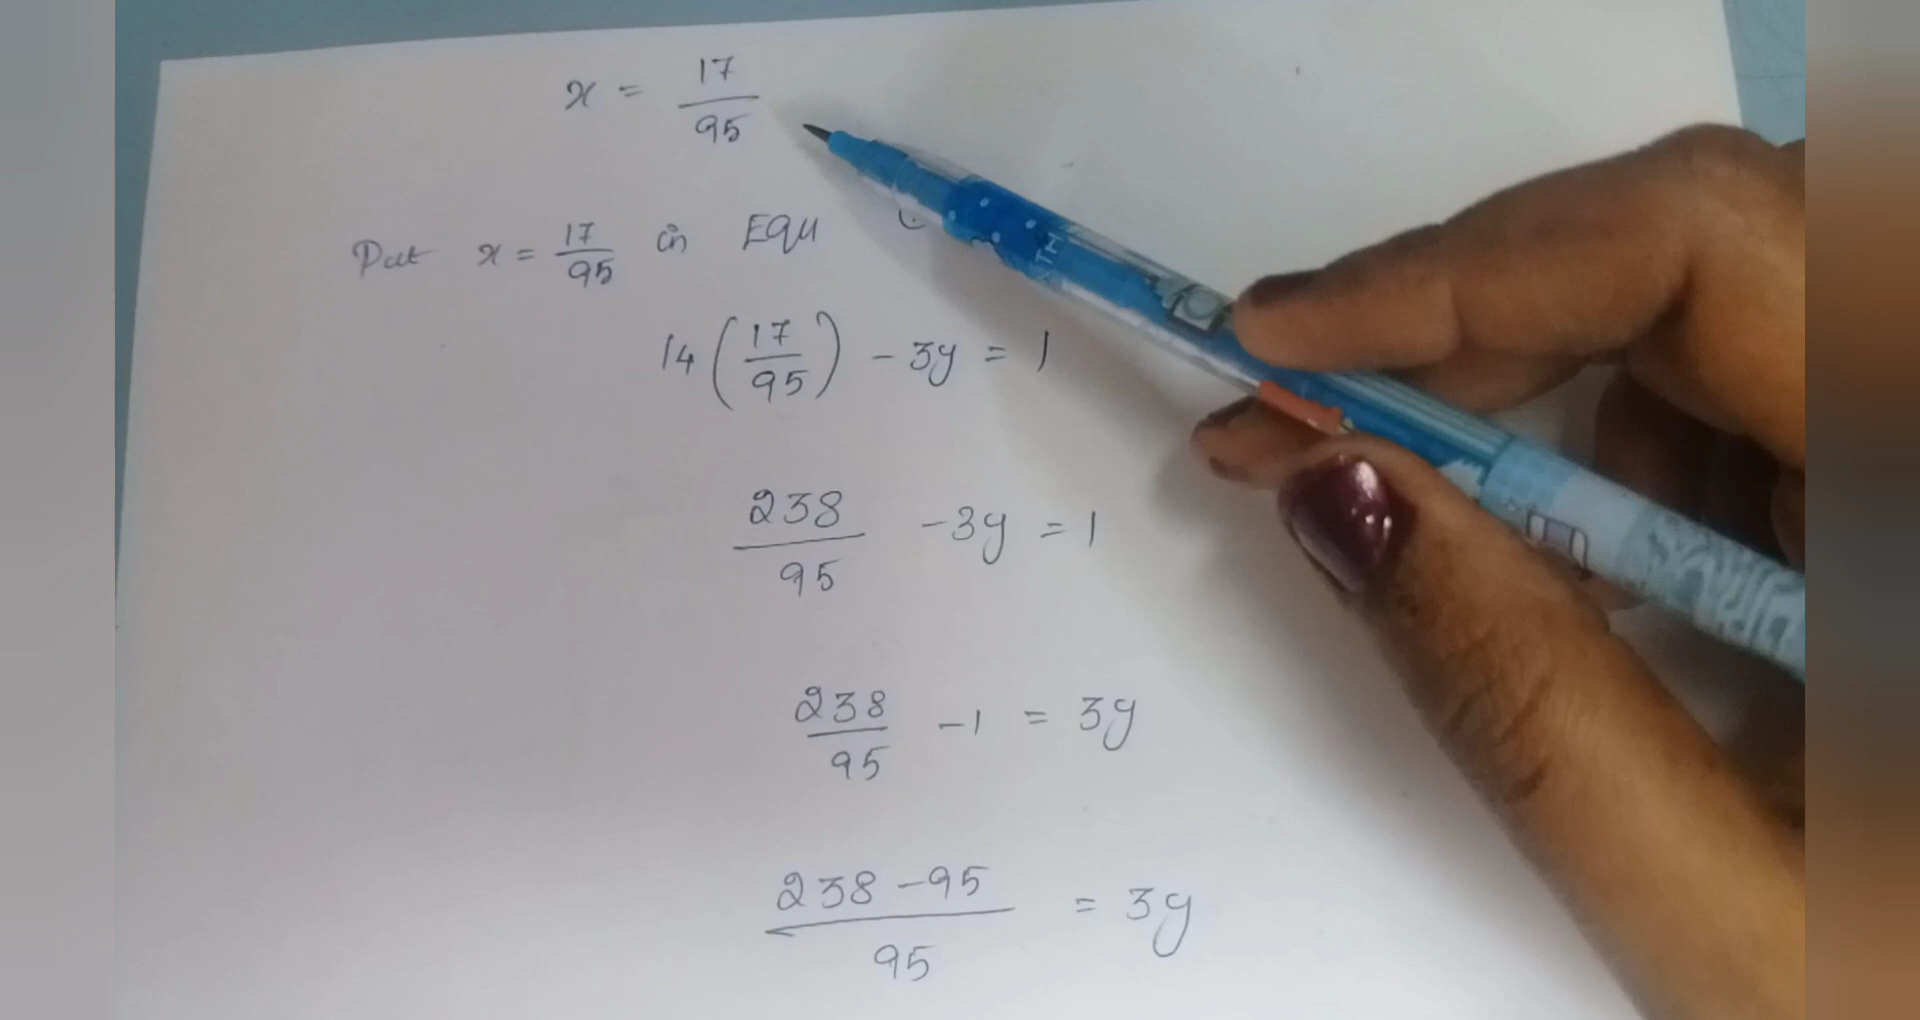 x = 17/95
Put x = 17/95 in Equ
14(17/95) - 3y = 1
238/95 - 3y = 1
238/95 - 1 = 3y
238 - 95/95 = 3y